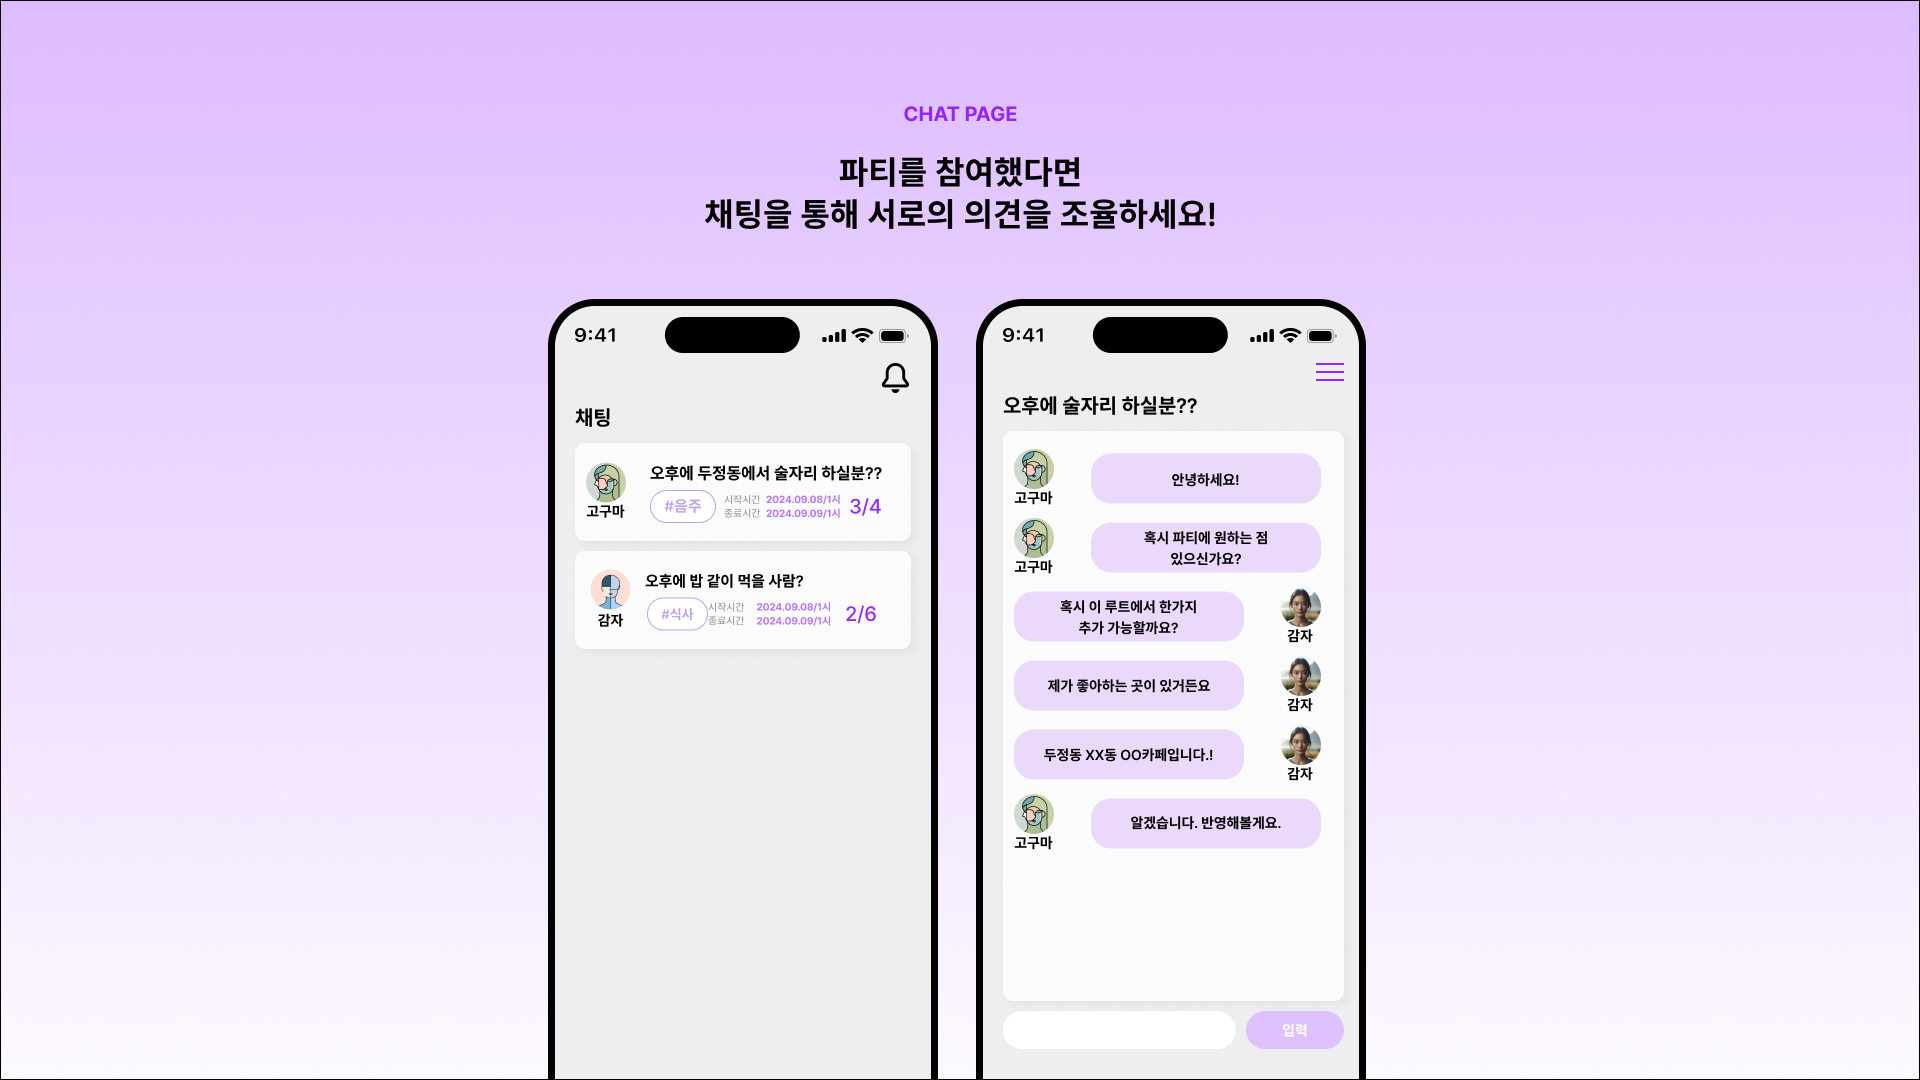 CHAT PAGE
파티를 참여했다면
채팅을 통해 서로의 의견을 조율하세요!
9:41
채팅
고구마
오후에 두정동에서 술자리 하실분??
#음주
시작시간 2024.09.08/1시
종료시간 2024.09.09/1시
3/4
감자
오후에 밥 같이 먹을 사람?
#식사
시작시간 2024.09.08/1시
종료시간 2024.09.09/1시
2/6
9:41
오후에 술자리 하실분??
고구마
안녕하세요!
고구마
혹시 파티에 원하는 점
있으신가요?
혹시 이 루트에서 한가지
추가 가능할까요?
감자
제가 좋아하는 곳이 있거든요
감자
두정동 XX동 OO카페입니다.!
감자
고구마
알겠습니다. 반영해볼게요.
입력